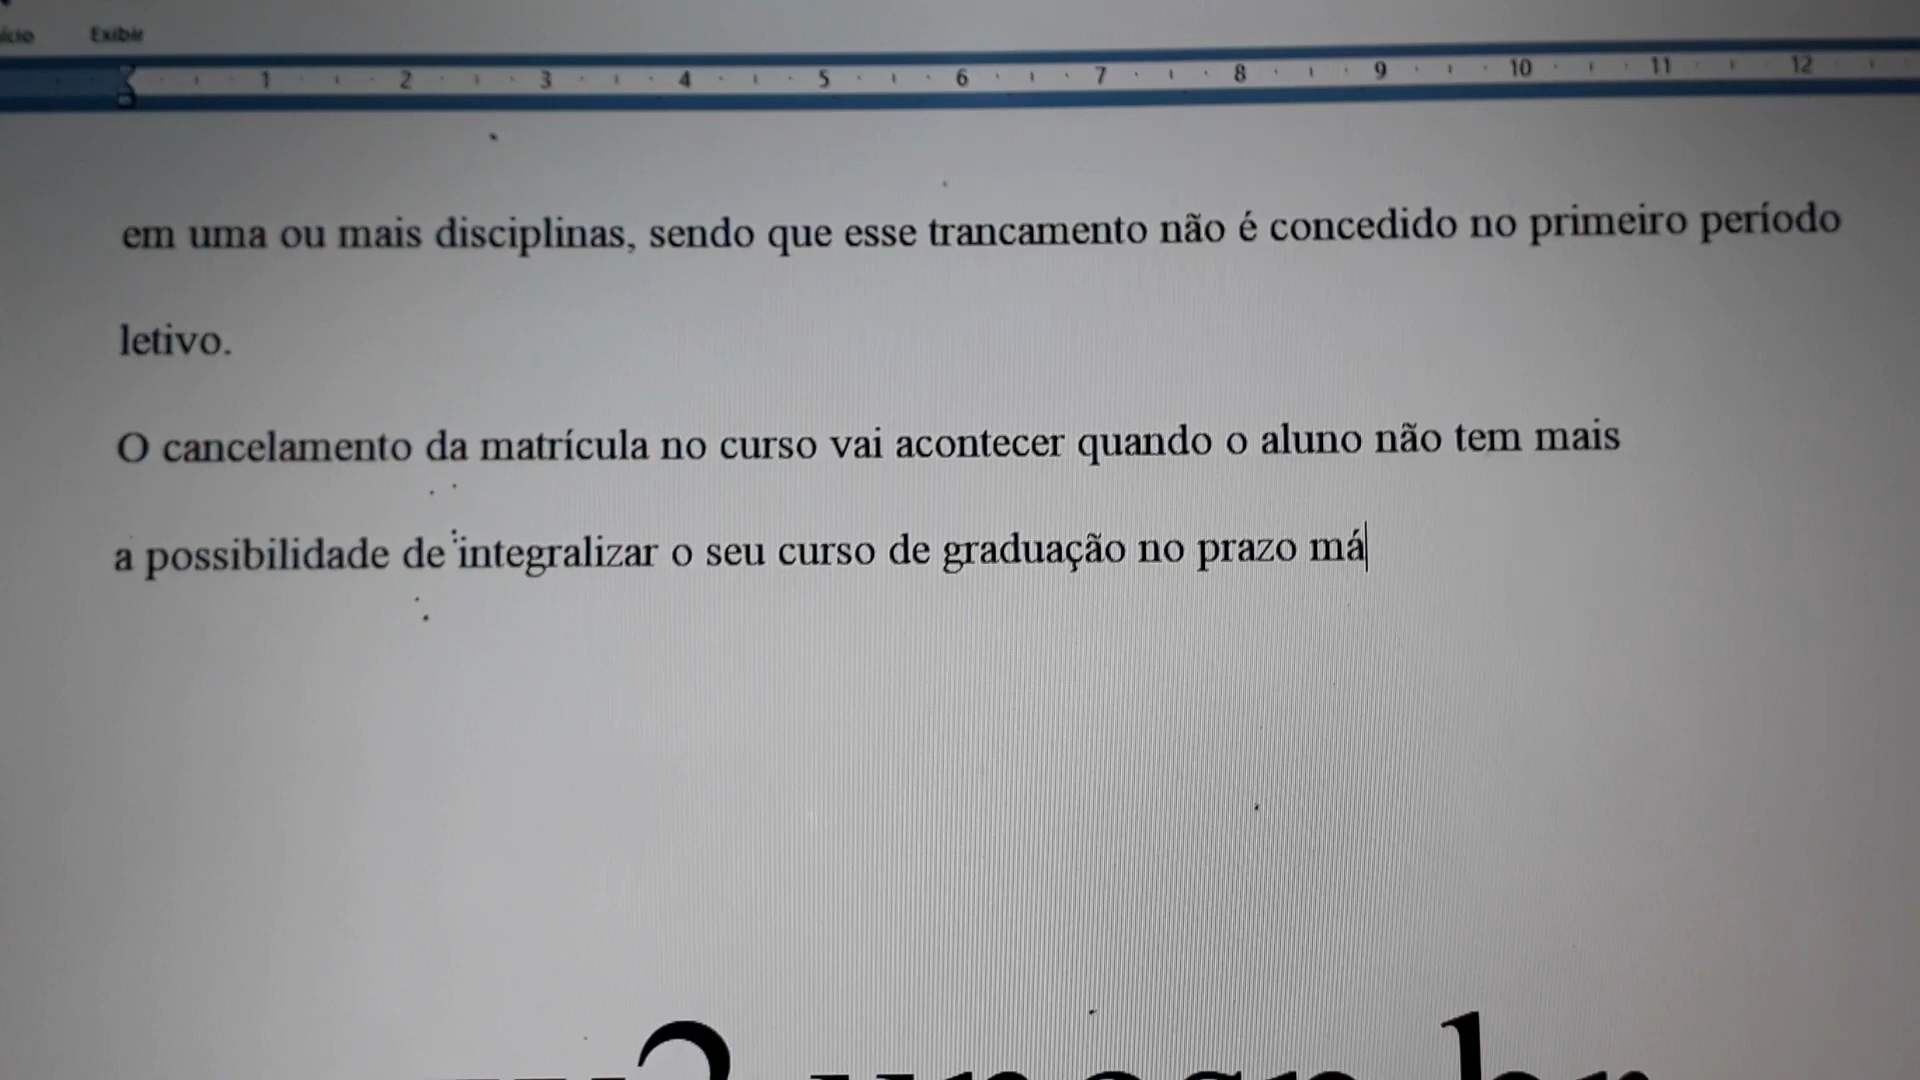 Exibir
1 2 3 4 5 6 7 8 9 10 11 12
em uma ou mais disciplinas, sendo que esse trancamento não é concedido no primeiro período
letivo.
O cancelamento da matrícula no curso vai acontecer quando o aluno não tem mais
a possibilidade de integralizar o seu curso de graduação no prazo má